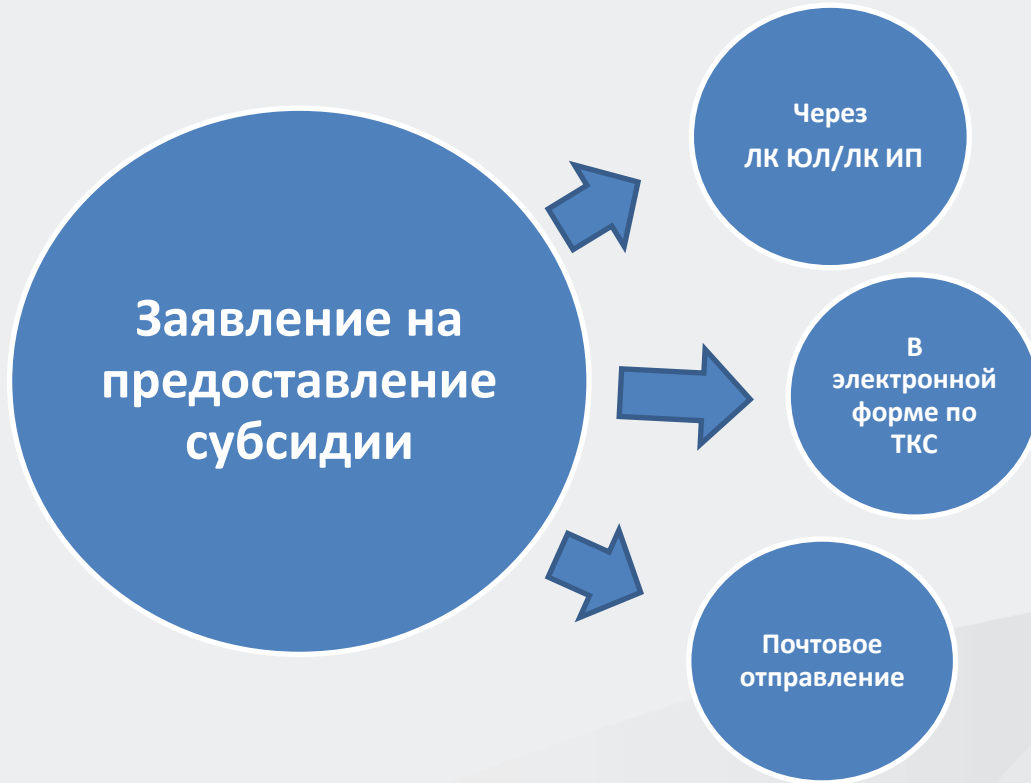 Заявление на
предоставление
субсидии
Через
ЛК ЮЛ/ЛК ИП
В
электронной
форме по
ТКС
Почтовое
отправление